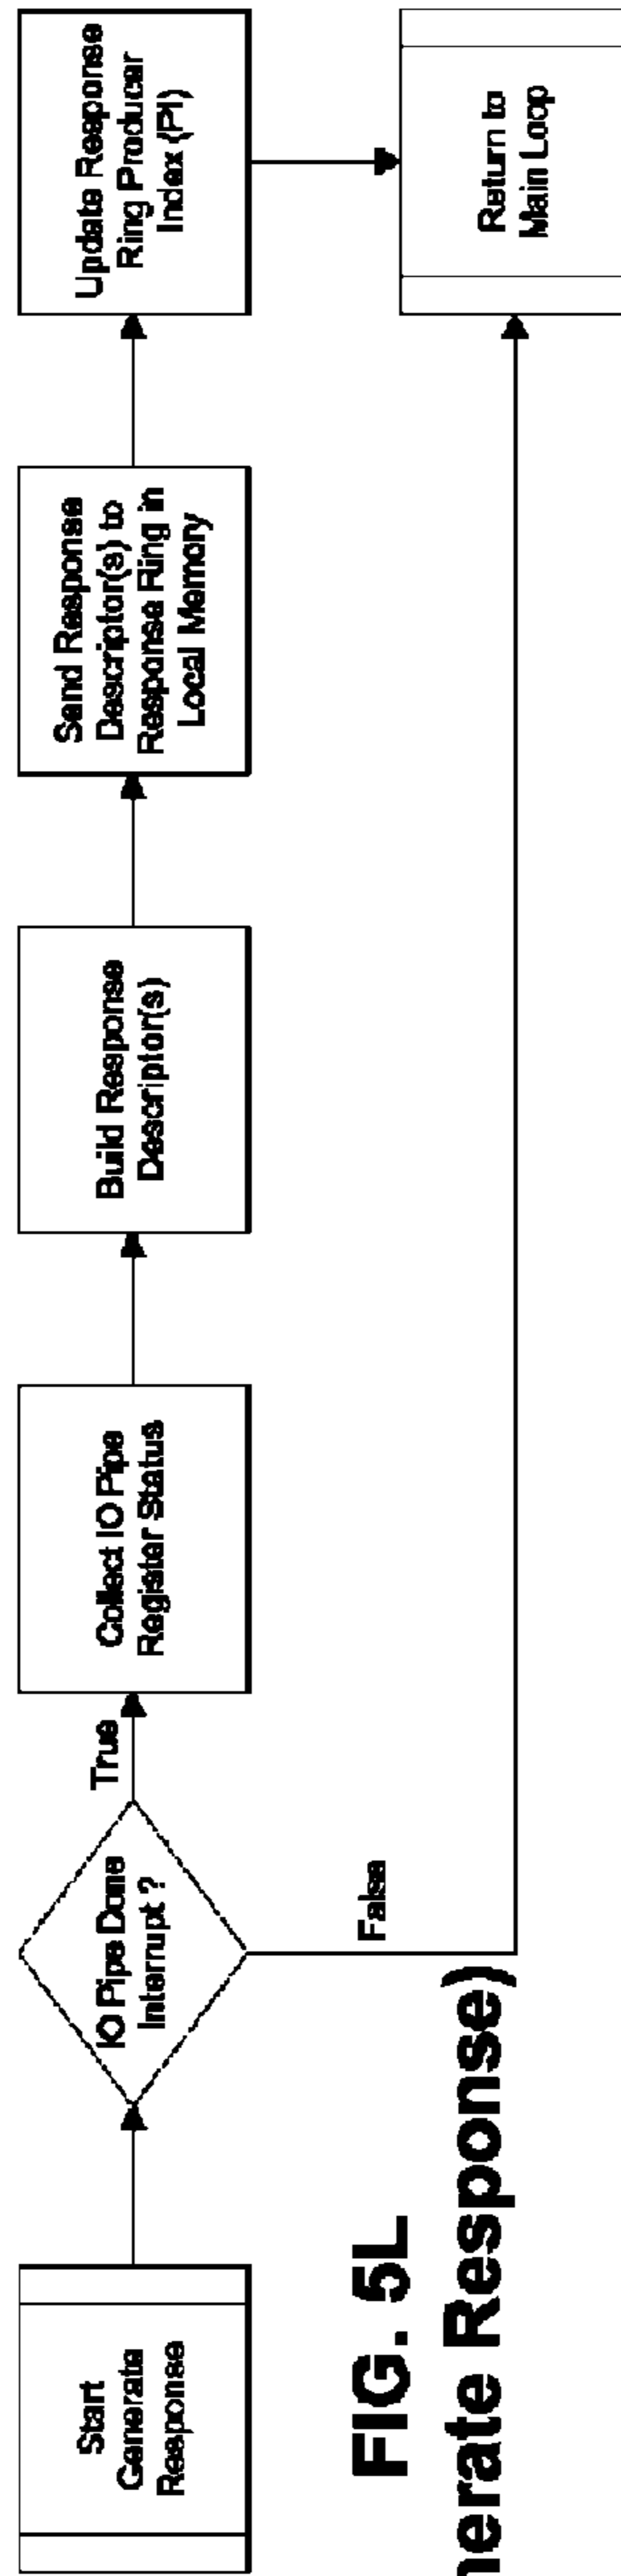 Start
Generate
Response
IO Pipe Done
Interrupt ?
True
False
Collect IO Pipe
Register Status
Build Response
Descriptor(s)
Send Response
Descriptor(s) to
Response Ring in
Local Memory
Update Response
Ring Producer
Index (PI)
Return to
Main Loop
FIG. 5L
nerate Response)